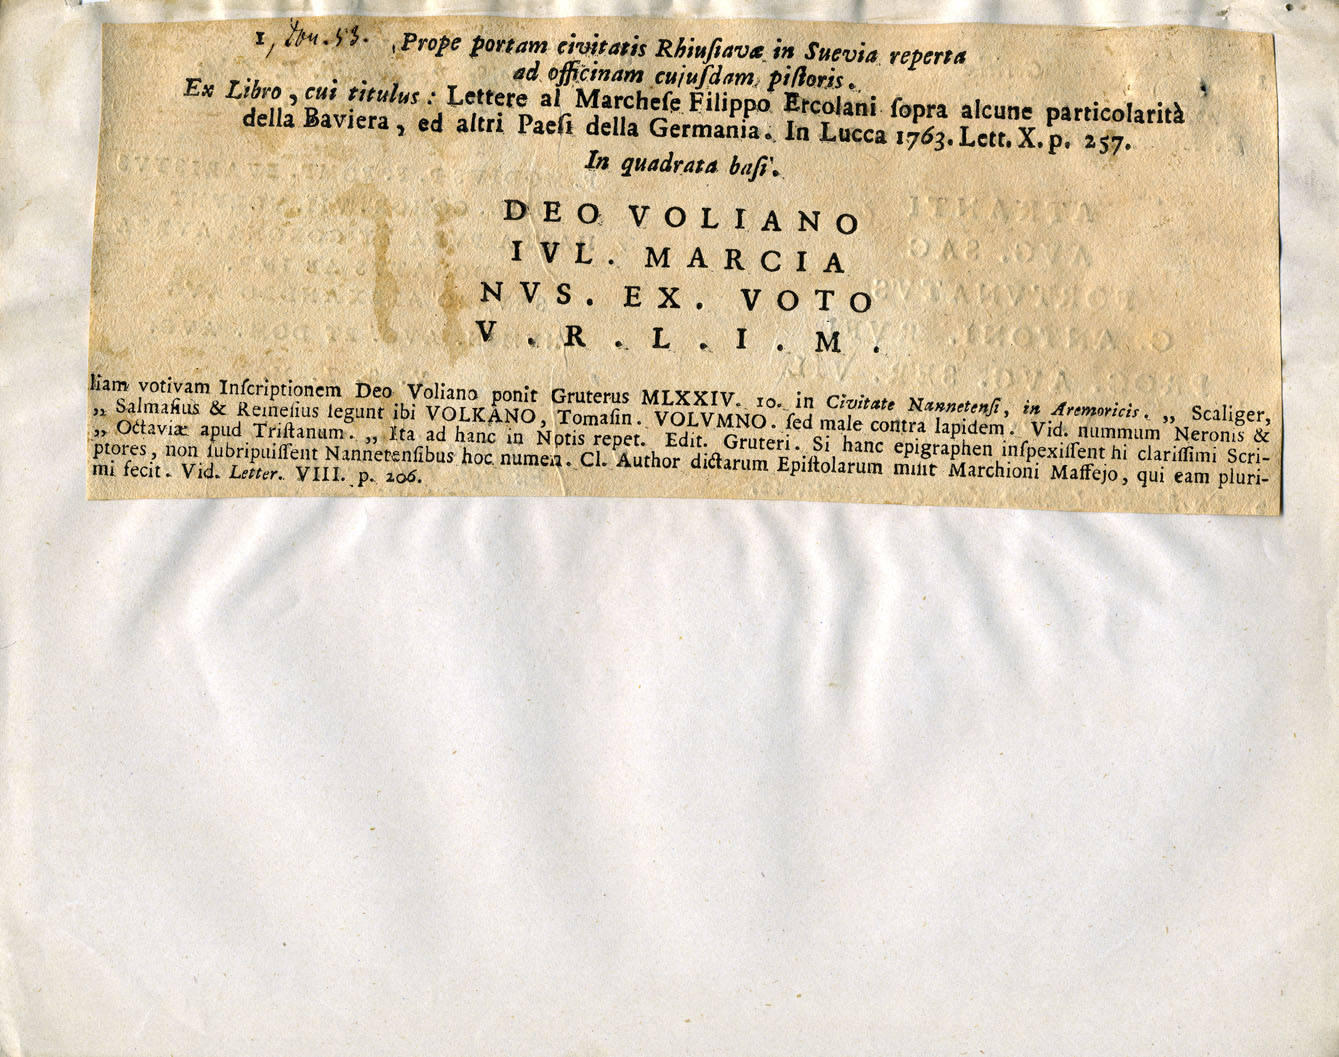 1, Don. 53. Prope portam civitatis Rhiuſiavæ in Suevia reperta
ad officinam cujuſdam piſtoris.
Ex Libro, cui titulus: Lettere al Marcheſe Filippo Ercolani ſopra alcune particolarità
della Baviera, ed altri Paeſi della Germania. In Lucca 1763. Lett. X. p. 257.
In quadrata baſi.
DEO VOLIANO
IVL. MARCIA
NVS. EX. VOTO
V. R. L. I. M.
liam votivam Inſcriptionem Deo Voliano ponit Gruterus MLXXIV. 10. in Civitate Nannetenſi, in Aremoricis. „ Scaliger,
„ Salmaſius & Reineſius legunt ibi VOLKANO, Tomaſin. VOLVMNO. ſed male contra lapidem. Vid. nummum Neronis &
„ Octaviæ apud Triſtanum. „ Ita ad hanc in Notis repet. Edit. Gruteri. Si hanc epigraphen inſpexiſſent hi clariſſimi Scri-
ptores, non ſubripuiſſent Nannetenſibus hoc numen. Cl. Author dictarum Epiſtolarum miſit Marchioni Maffejo, qui eam pluri-
mi fecit. Vid. Letter. VIII. p. 206.